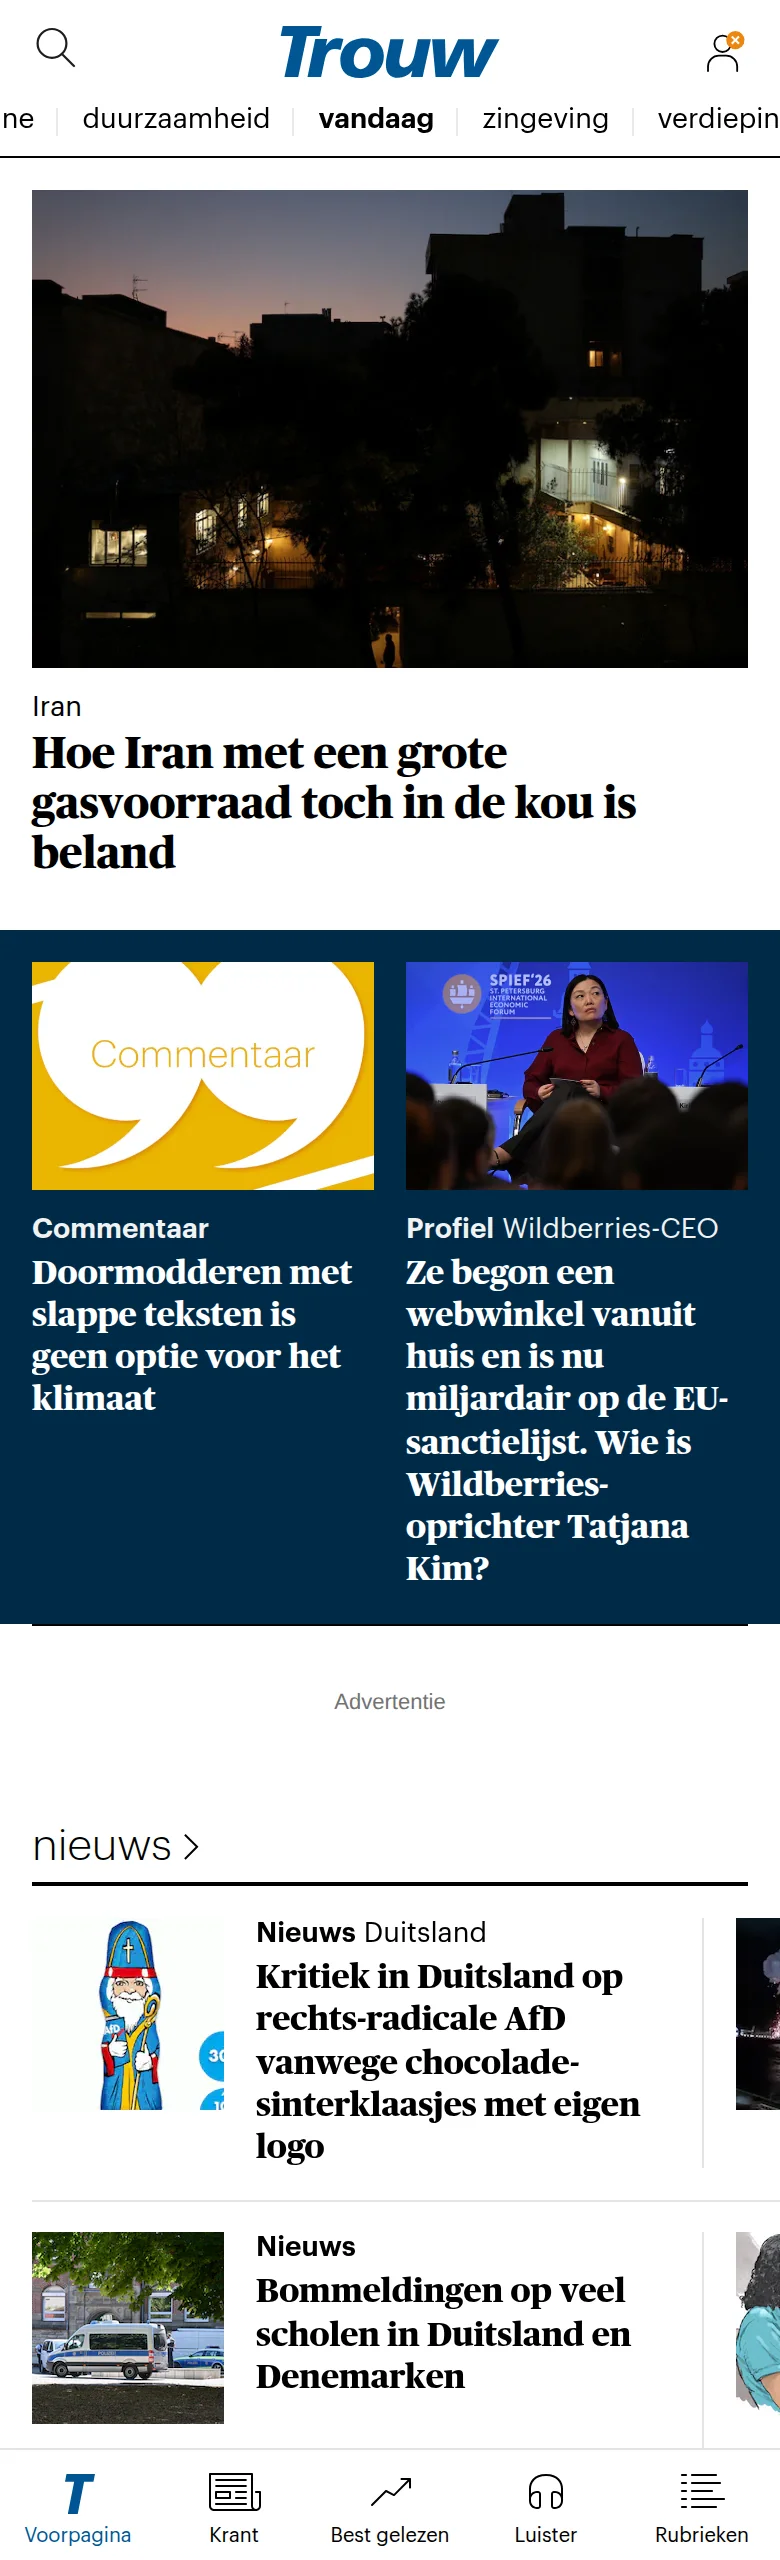 Trouw
ne duurzaamheid vandaag zingeving verdiepin
Iran
Hoe Iran met een grote
gasvoorraad toch in de kou is
beland
Commentaar
SPIEF'26
ST. PETERSBURG
INTERNATIONAL
ECONOMIC
FORUM
Commentaar
Doormodderen met
slappe teksten is
geen optie voor het
klimaat
Profiel Wildberries-CEO
Ze begon een
webwinkel vanuit
huis en is nu
miljardair op de EU-
sanctielijst. Wie is
Wildberries-
oprichter Tatjana
Kim?
Advertentie
nieuws
AfD
30
10
Nieuws Duitsland
Kritiek in Duitsland op
rechts-radicale AfD
vanwege chocolade-
sinterklaasjes met eigen
logo
Nieuws
Bommeldingen op veel
scholen in Duitsland en
Denemarken
T
Voorpagina Krant Best gelezen Luister Rubrieken